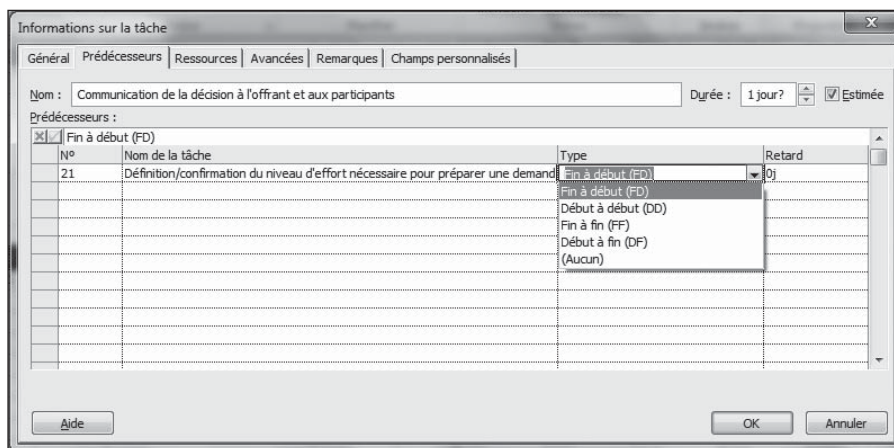 Informations sur la tâche
Général Prédécesseurs Ressources Avancées Remarques Champs personnalisés
Nom : Communication de la décision à l'offrant et aux participants Durée : 1 jour? Estimée
Prédécesseurs :
Fin à début (FD)
N° Nom de la tâche Type Retard
21 Définition/confirmation du niveau d'effort nécessaire pour préparer une demand Fin à début (FD) 0j
Fin à début (FD)
Début à début (DD)
Fin à fin (FF)
Début à fin (DF)
(Aucun)
Aide OK Annuler